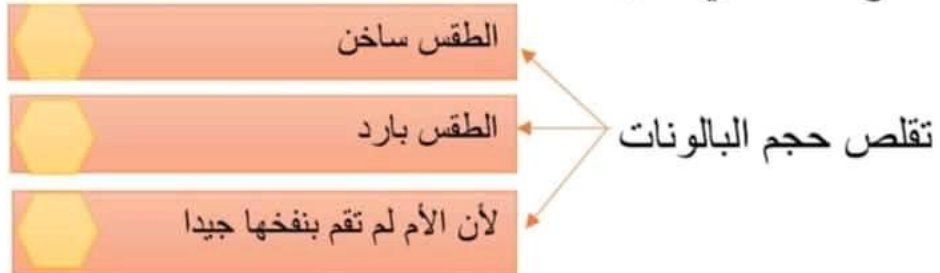 تقلص حجم البالونات
الطقس ساخن
الطقس بارد
لأن الأم لم تقم بنفخها جيدا